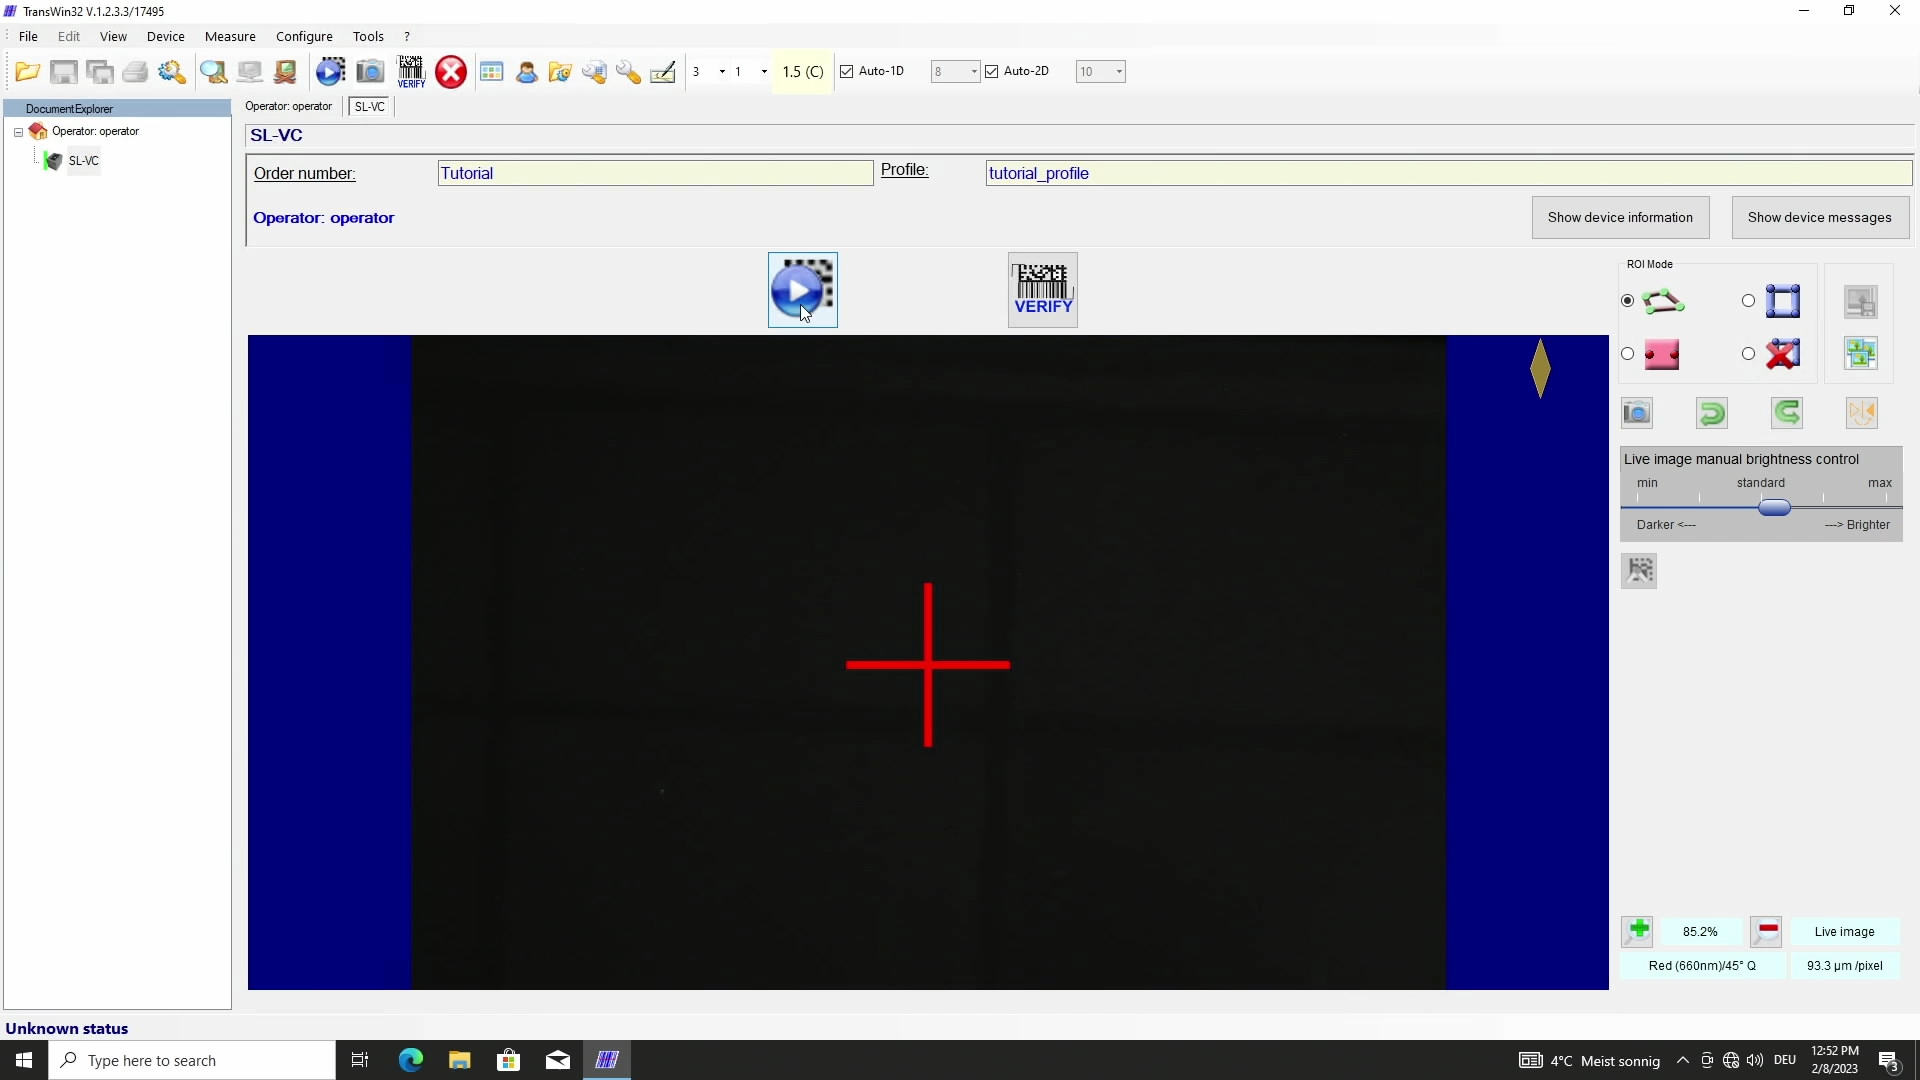 TransWin32 V.1.2.3.3/17495
File Edit View Device Measure Configure Tools ?
VERIFY 3 1 1.5 (C) Auto-1D 8 Auto-2D 10
DocumentExplorer
Operator: operator
SL-VC
Operator: operator SL-VC
SL-VC
Order number: Tutorial Profile: tutorial_profile
Operator: operator Show device information Show device messages
VERIFY
ROI Mode
Live image manual brightness control
min standard max
Darker <--- ---> Brighter
85.2% Live image
Red (660nm)/45° Q 93.3 µm /pixel
Unknown status
Type here to search 4°C Meist sonnig DEU 12:52 PM
2/8/2023 3